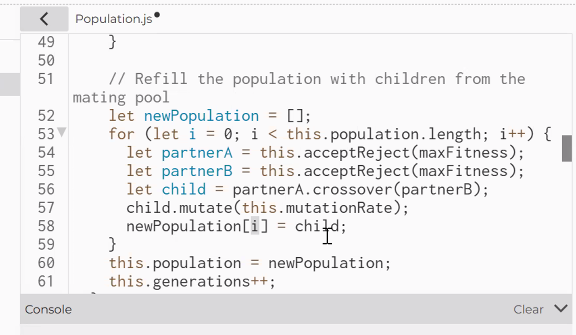 Population.js
49 }
50
51 // Refill the population with children from the
mating pool
52 let newPopulation = [];
53 for (let i = 0; i < this.population.length; i++) {
54 let partnerA = this.acceptReject(maxFitness);
55 let partnerB = this.acceptReject(maxFitness);
56 let child = partnerA.crossover(partnerB);
57 child.mutate(this.mutationRate);
58 newPopulation[i] = child;
59 }
60 this.population = newPopulation;
61 this.generations++;
Console Clear